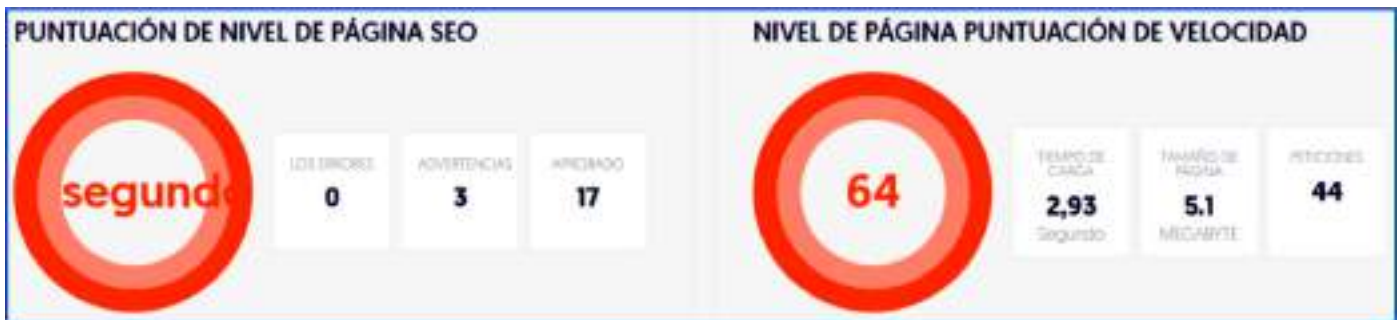 PUNTUACIÓN DE NIVEL DE PÁGINA SEO
segundo
LOS ERRORES
0
ADVERTENCIAS
3
APROBADO
17
NIVEL DE PÁGINA PUNTUACIÓN DE VELOCIDAD
64
TIEMPO DE
CARGA
2,93
Segundo
TAMAÑO DE
PÁGINA
5.1
MEGABYTE
PETICIONES
44